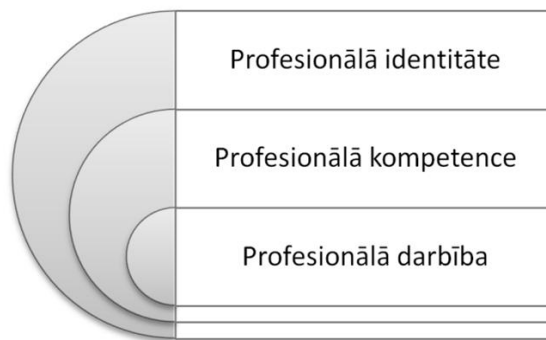 Profesionālā identitāte
Profesionālā kompetence
Profesionālā darbība